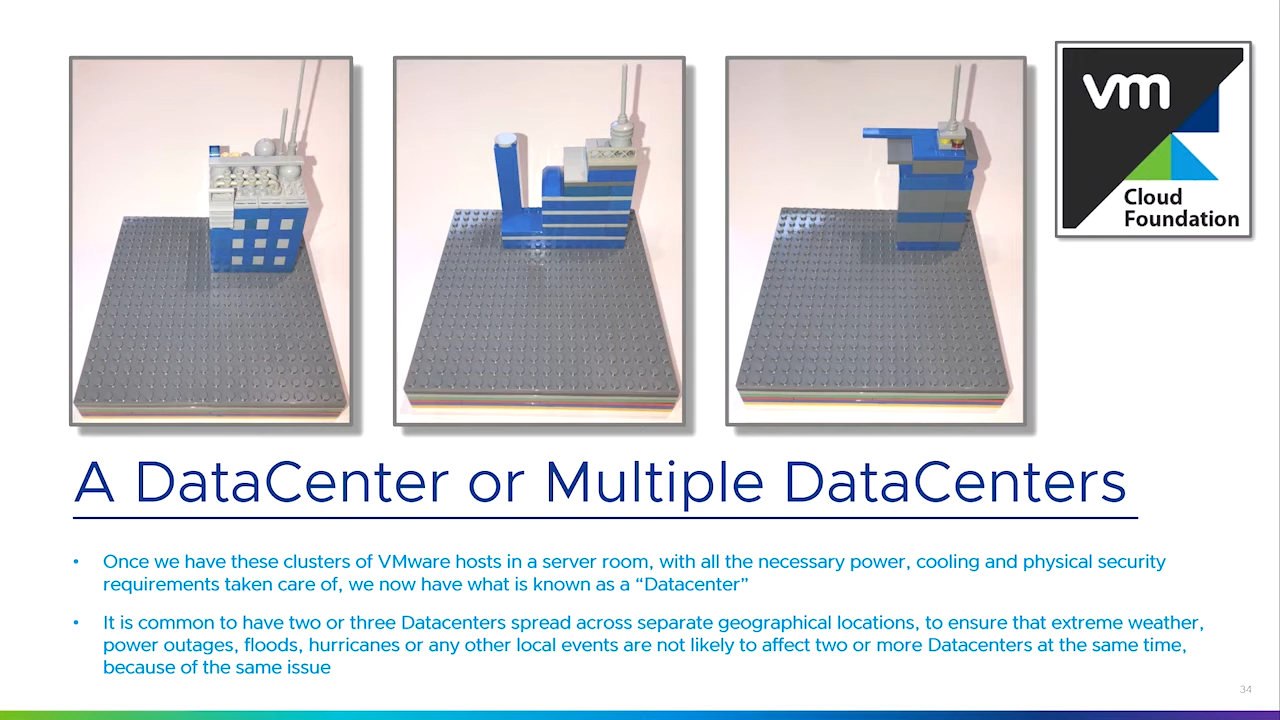 vm
Cloud
Foundation
A DataCenter or Multiple DataCenters
• Once we have these clusters of VMware hosts in a server room, with all the necessary power, cooling and physical security
requirements taken care of, we now have what is known as a “Datacenter”
• It is common to have two or three Datacenters spread across separate geographical locations, to ensure that extreme weather,
power outages, floods, hurricanes or any other local events are not likely to affect two or more Datacenters at the same time,
because of the same issue
34